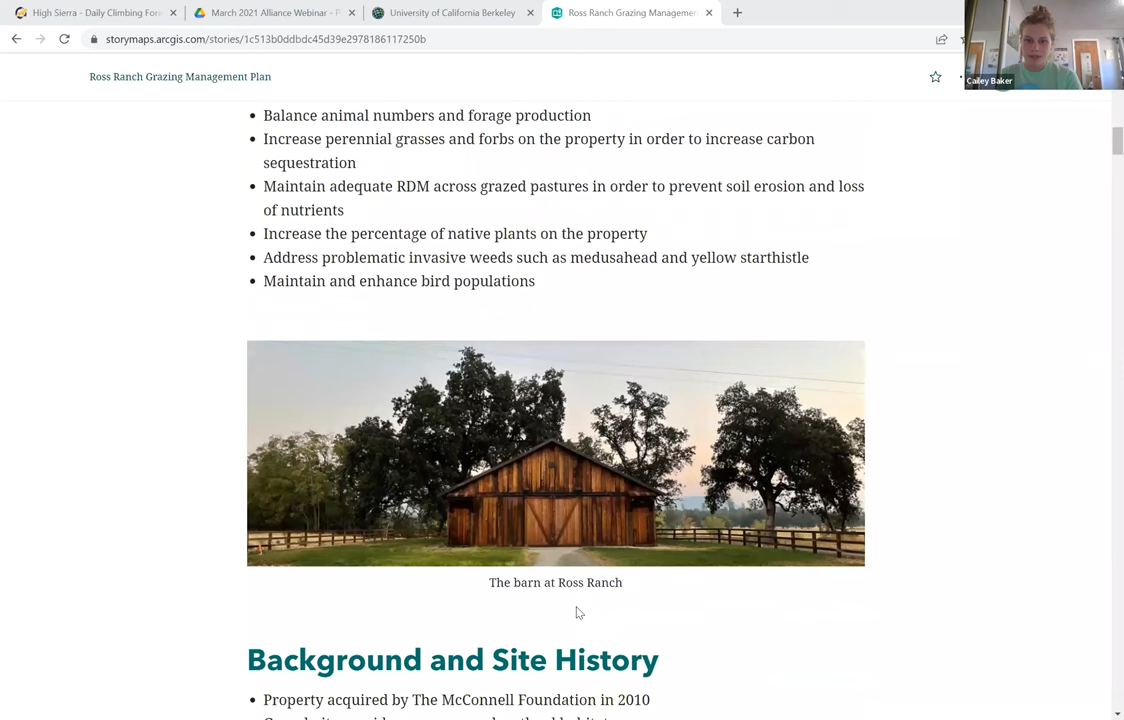 High Sierra - Daily Climbing Fore
March 2021 Alliance Webinar - P
University of California Berkeley
Ross Ranch Grazing Managemen
storymaps.arcgis.com/stories/1c513b0ddbdc45d39e2978186117250b
Cailey Baker
Ross Ranch Grazing Management Plan
Balance animal numbers and forage production
Increase perennial grasses and forbs on the property in order to increase carbon
sequestration
Maintain adequate RDM across grazed pastures in order to prevent soil erosion and loss
of nutrients
Increase the percentage of native plants on the property
Address problematic invasive weeds such as medusahead and yellow starthistle
Maintain and enhance bird populations
The barn at Ross Ranch
Background and Site History
Property acquired by The McConnell Foundation in 2010